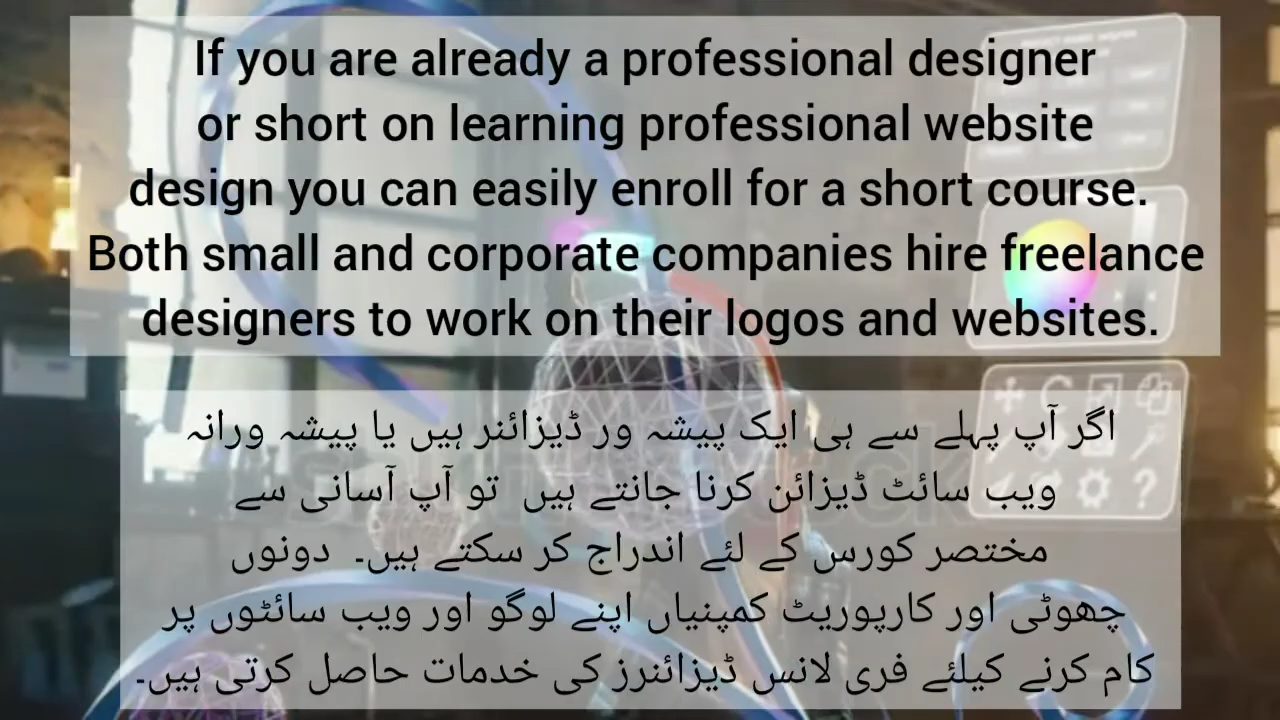 If you are already a professional designer
or short on learning professional website
design you can easily enroll for a short course.
Both small and corporate companies hire freelance
designers to work on their logos and websites.
اگر آپ پہلے سے ہی ایک پیشہ ور ڈیزائنر ہیں یا پیشہ ورانہ
ویب سائٹ ڈیزائن کرنا جانتے ہیں تو آپ آسانی سے
مختصر کورس کے لئے اندراج کر سکتے ہیں۔ دونوں
چھوٹی اور کارپوریٹ کمپنیاں اپنے لوگو اور ویب سائٹوں پر
کام کرنے کیلئے فری لانس ڈیزائنرز کی خدمات حاصل کرتی ہیں۔